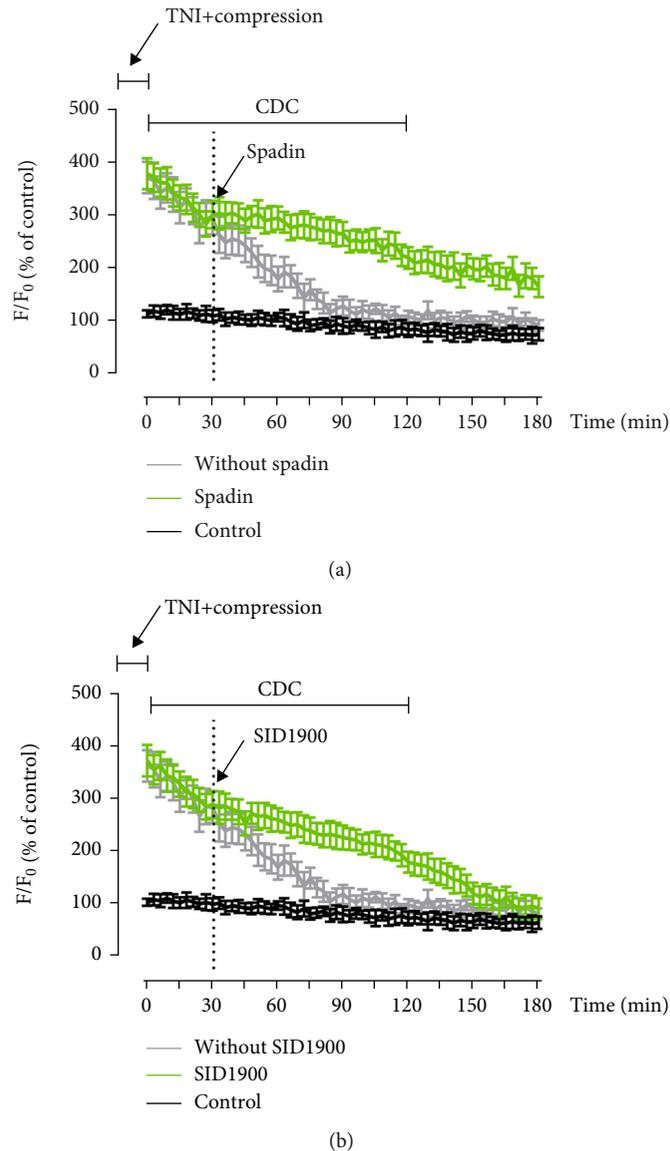 TNI+compression
CDC
Spadin
500
400
300
200
100
0
F/F0 (% of control)
0 30 60 90 120 150 180 Time (min)
Without spadin
Spadin
Control
(a)
TNI+compression
CDC
SID1900
500
400
300
200
100
0
F/F0 (% of control)
0 30 60 90 120 150 180 Time (min)
Without SID1900
SID1900
Control
(b)